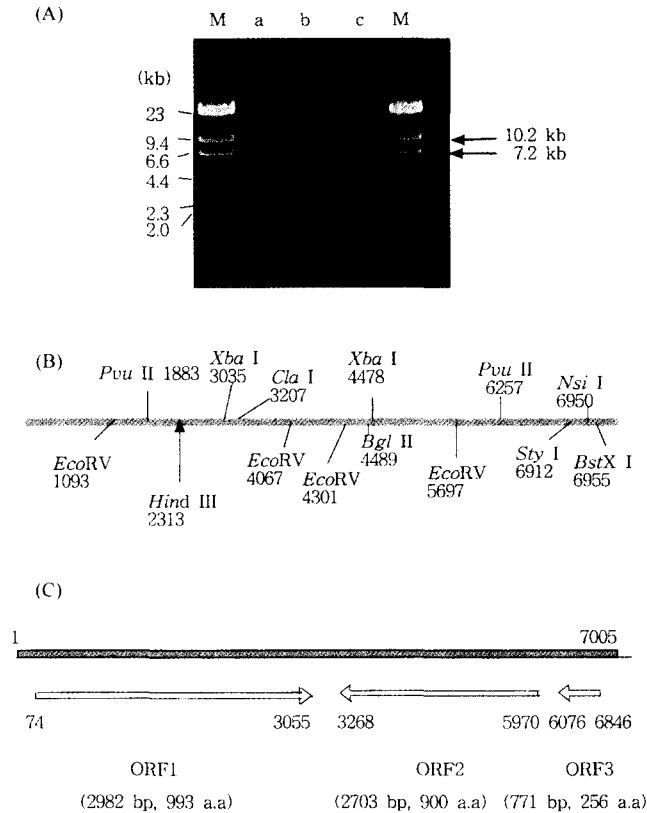 (A)
M a b c M
(kb)
23
9.4
6.6
4.4
2.3
2.0
10.2 kb
7.2 kb
(B)
Pvu II 1883
Xba I
3035
Cla I
3207
Xba I
4478
Pvu II
6257
Nsi I
6950
EcoRV
1093
Hind III
2313
EcoRV
4067
EcoRV
4301
Bgl II
4489
EcoRV
5697
Sty I
6912
BstX I
6955
(C)
1 7005
74 3055 3268 5970 6076 6846
ORF1 ORF2 ORF3
(2982 bp, 993 a.a) (2703 bp, 900 a.a) (771 bp, 256 a.a)